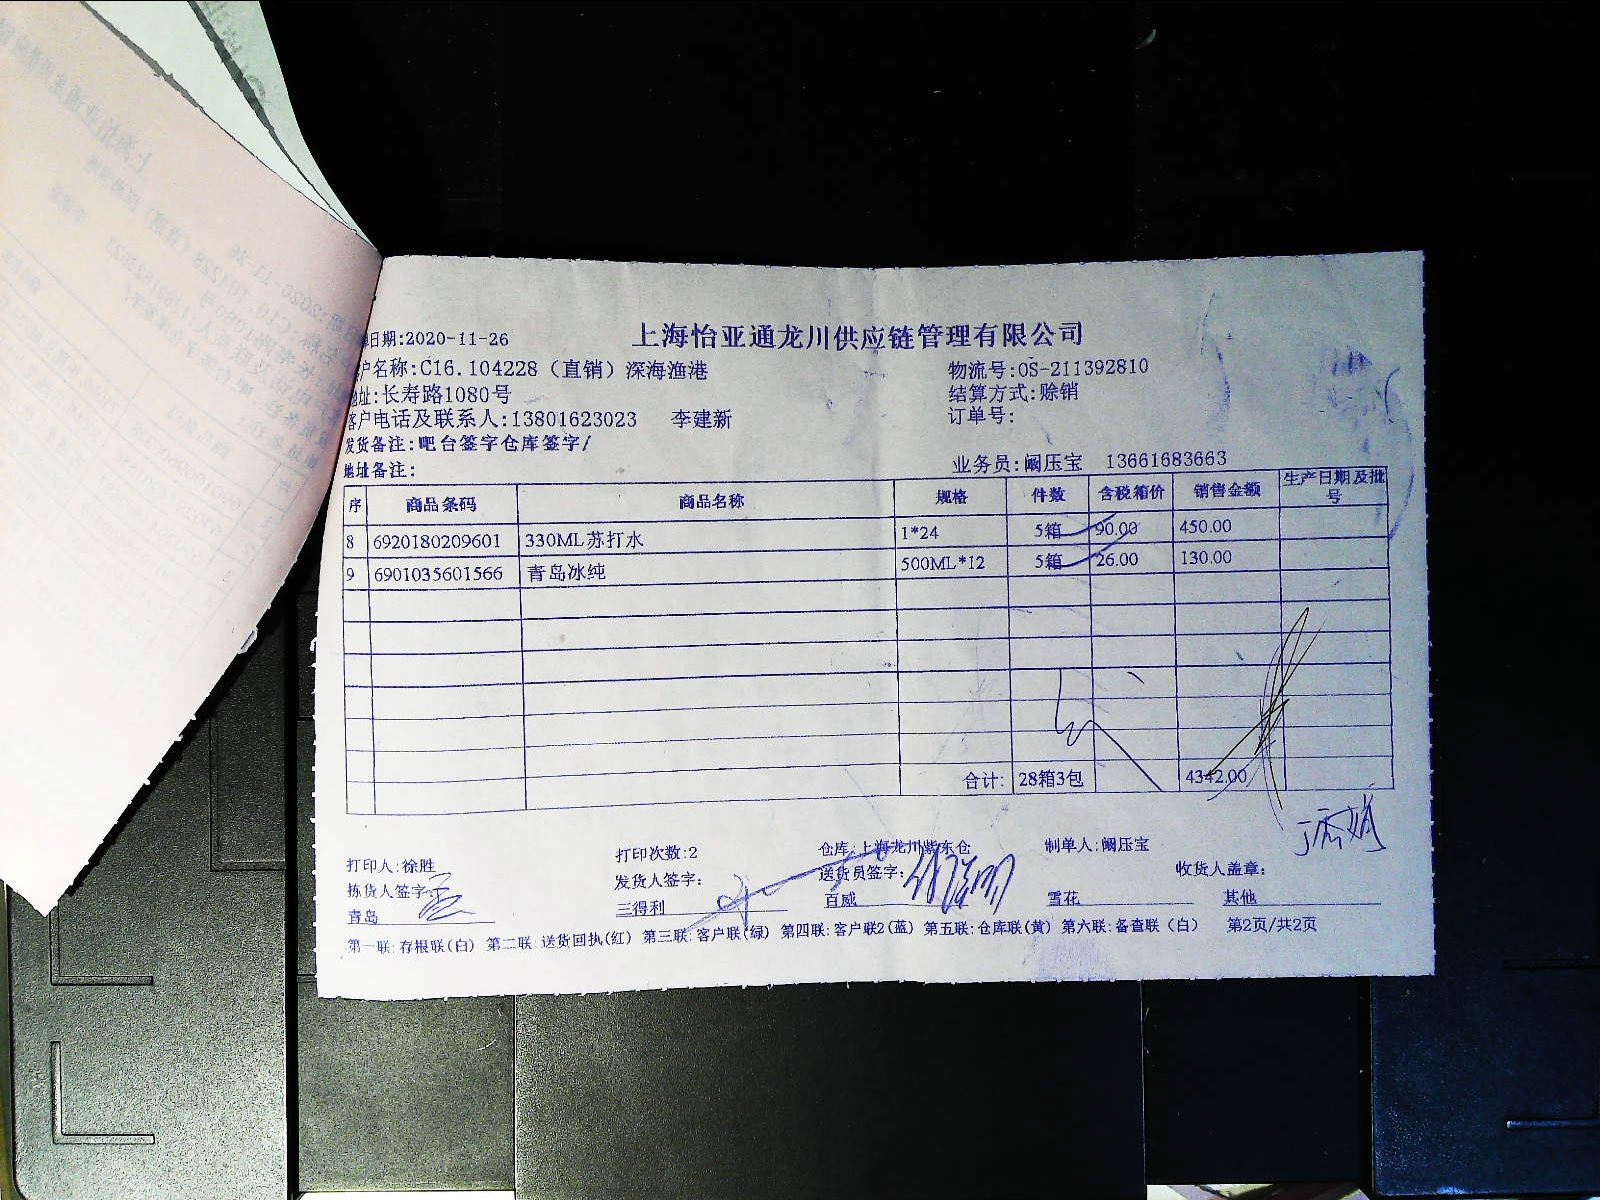 上海怡亚通龙川供应链管理有限公司
日期:2020-11-26
户名称:C16.104228（直销）深海渔港 物流号:OS-211392810
地址:长寿路1080号 结算方式:赊销
客户电话及联系人:13801623023 李建新 订单号:
发货备注:吧台签字仓库签字/
地址备注: 业务员:阚压宝 13661683663
序 商品条码 商品名称 规格 件数 含税箱价 销售金额 生产日期及批号
8 6920180209601 330ML苏打水 1*24 5箱 90.00 450.00
9 6901035601566 青岛冰纯 500ML*12 5箱 26.00 130.00
合计: 28箱3包 4342.00
打印人:徐胜 打印次数:2 仓库:上海龙川紫东仓 制单人:阚压宝
拣货人签字: 发货人签字: 送货员签字: 收货人盖章:
青岛 三得利 百威 雪花 其他
第一联:存根联(白) 第二联:送货回执(红) 第三联:客户联(绿) 第四联:客户联2(蓝) 第五联:仓库联(黄) 第六联:备查联（白） 第2页/共2页